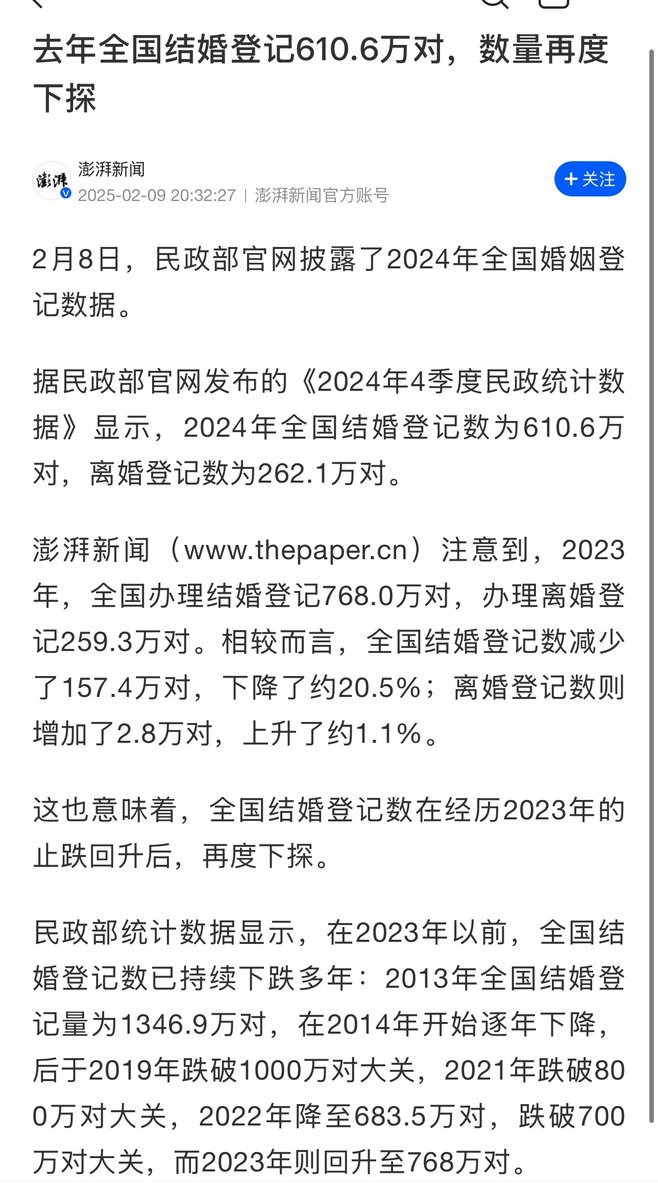 去年全国结婚登记610.6万对，数量再度
下探
澎湃
澎湃新闻
2025-02-09 20:32:27 | 澎湃新闻官方账号
+ 关注
2月8日，民政部官网披露了2024年全国婚姻登
记数据。
据民政部官网发布的《2024年4季度民政统计数
据》显示，2024年全国结婚登记数为610.6万
对，离婚登记数为262.1万对。
澎湃新闻（www.thepaper.cn）注意到，2023
年，全国办理结婚登记768.0万对，办理离婚登
记259.3万对。相较而言，全国结婚登记数减少
了157.4万对，下降了约20.5%；离婚登记数则
增加了2.8万对，上升了约1.1%。
这也意味着，全国结婚登记数在经历2023年的
止跌回升后，再度下探。
民政部统计数据显示，在2023年以前，全国结
婚登记数已持续下跌多年：2013年全国结婚登
记量为1346.9万对，在2014年开始逐年下降，
后于2019年跌破1000万对大关，2021年跌破80
0万对大关，2022年降至683.5万对，跌破700
万对大关，而2023年则回升至768万对。